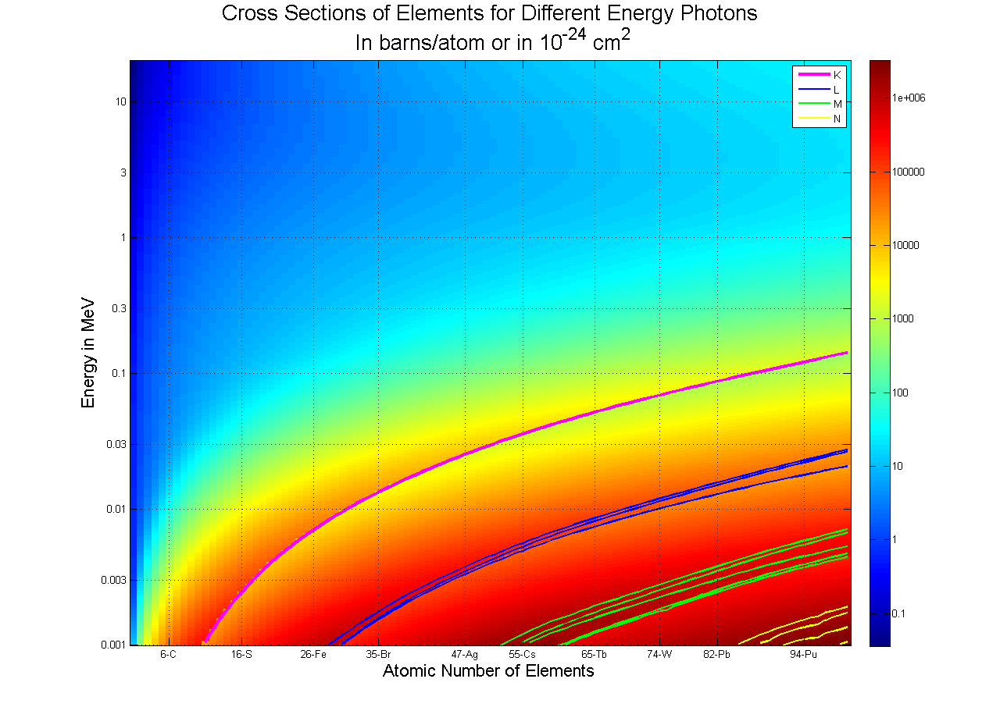 Cross Sections of Elements for Different Energy Photons
In barns/atom or in 10^-24 cm^2
K
L
M
N
10
3
1
0.3
0.1
0.03
0.01
0.003
0.001
Energy in MeV
6-C 16-S 26-Fe 35-Br 47-Ag 55-Cs 65-Tb 74-W 82-Pb 94-Pu
Atomic Number of Elements
1e+006
100000
10000
1000
100
10
1
0.1